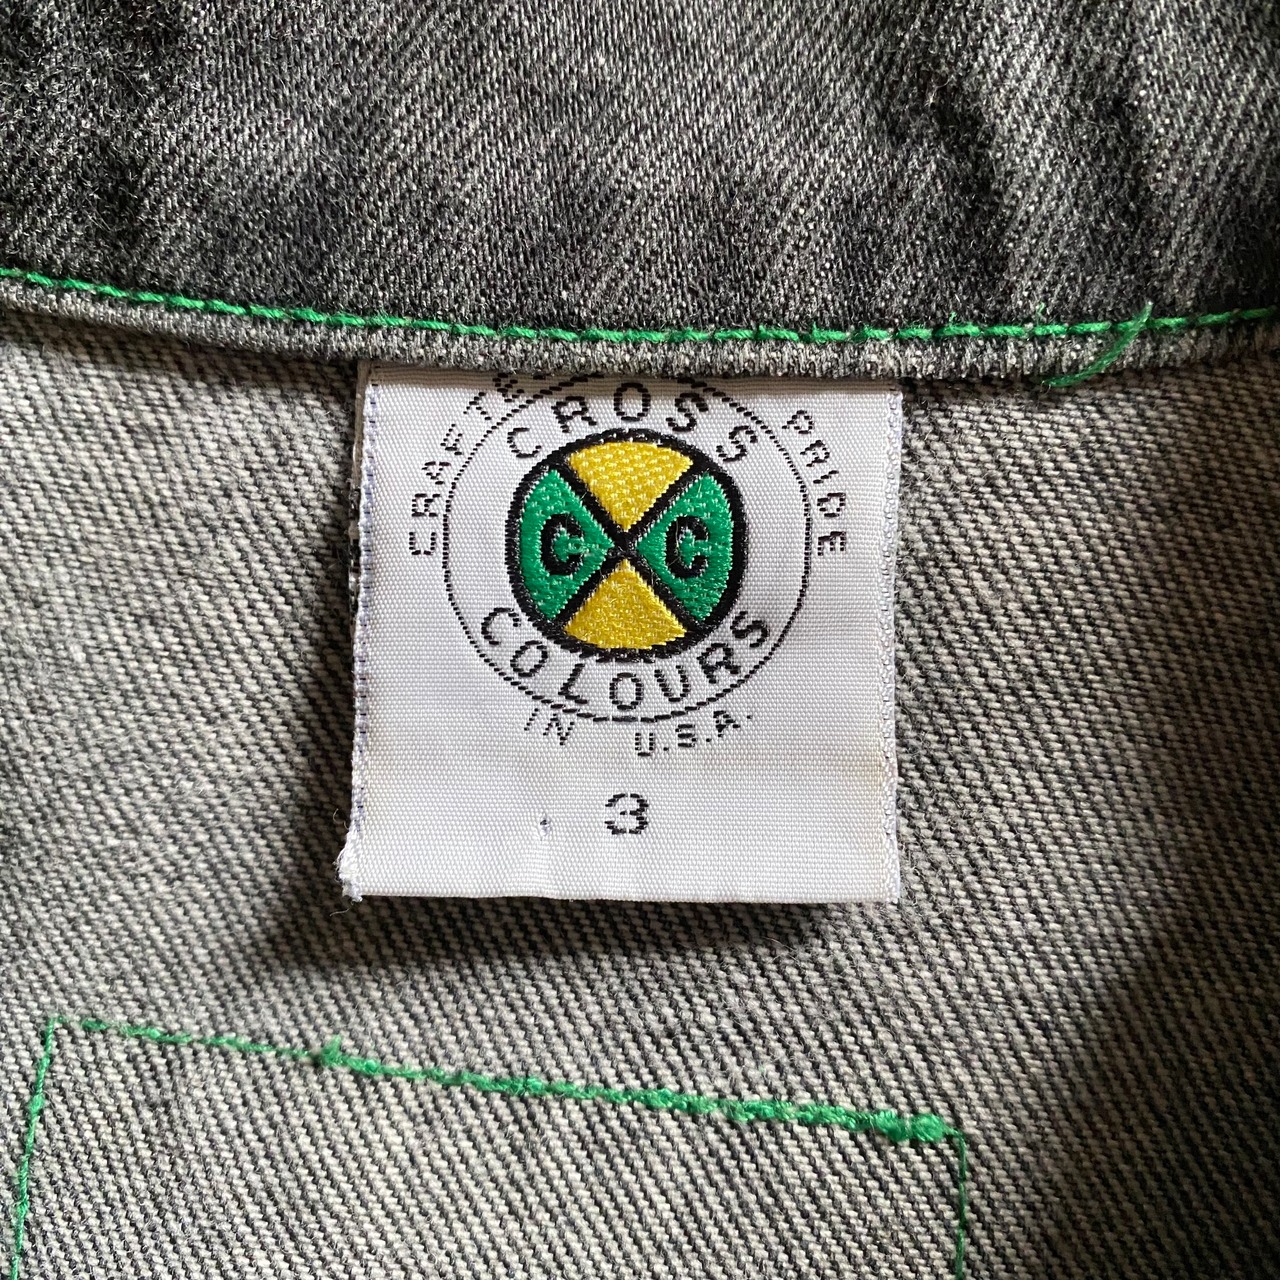 CRAFTED PRIDE
CROSS
C C
COLOURS
IN U.S.A.
3